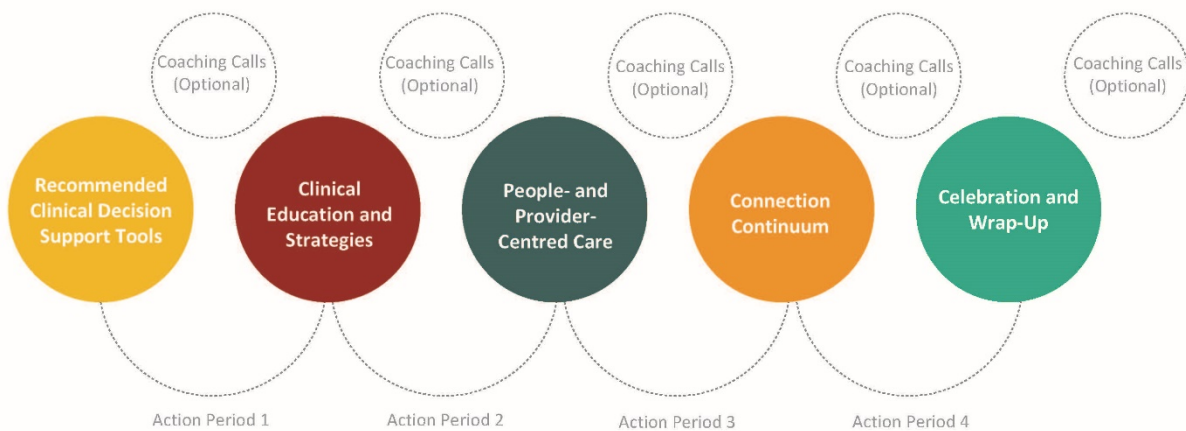 Coaching Calls
(Optional)
Coaching Calls
(Optional)
Coaching Calls
(Optional)
Coaching Calls
(Optional)
Coaching Calls
(Optional)
Recommended
Clinical Decision
Support Tools
Clinical
Education and
Strategies
People- and
Provider-
Centred Care
Connection
Continuum
Celebration and
Wrap-Up
Action Period 1
Action Period 2
Action Period 3
Action Period 4